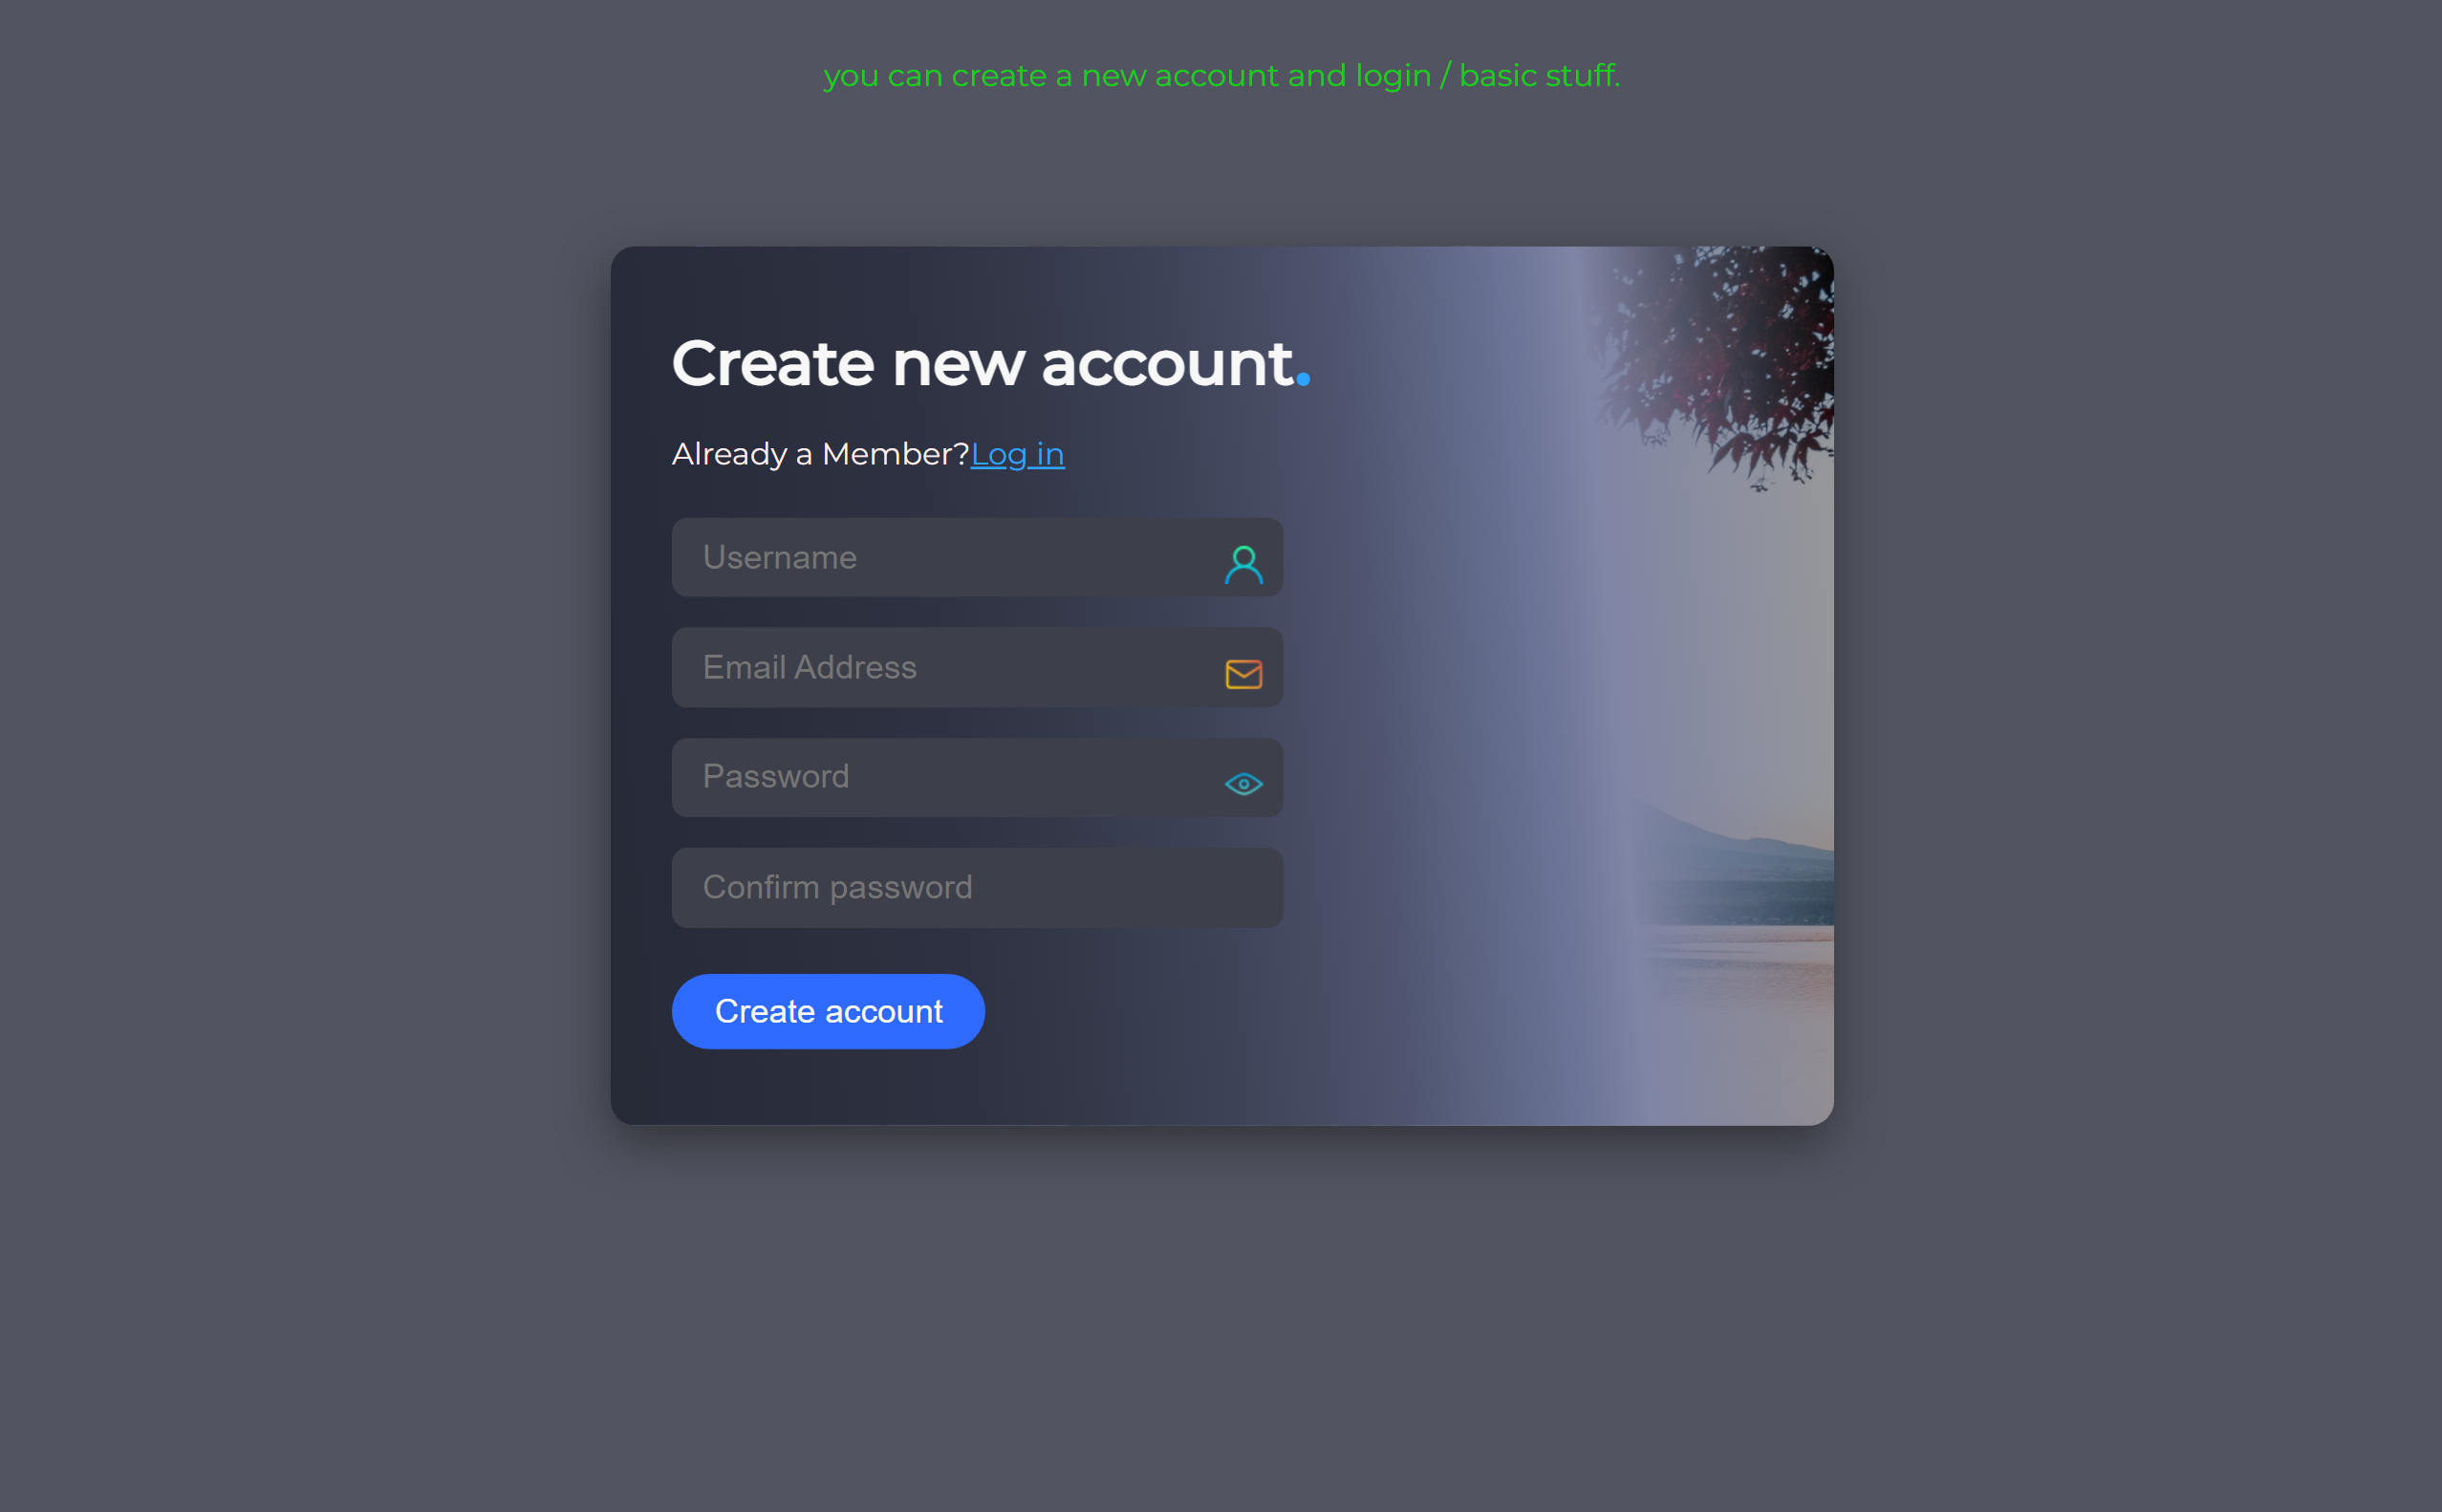 you can create a new account and login / basic stuff.
Create new account.
Already a Member?Log in
Username
Email Address
Password
Confirm password
Create account